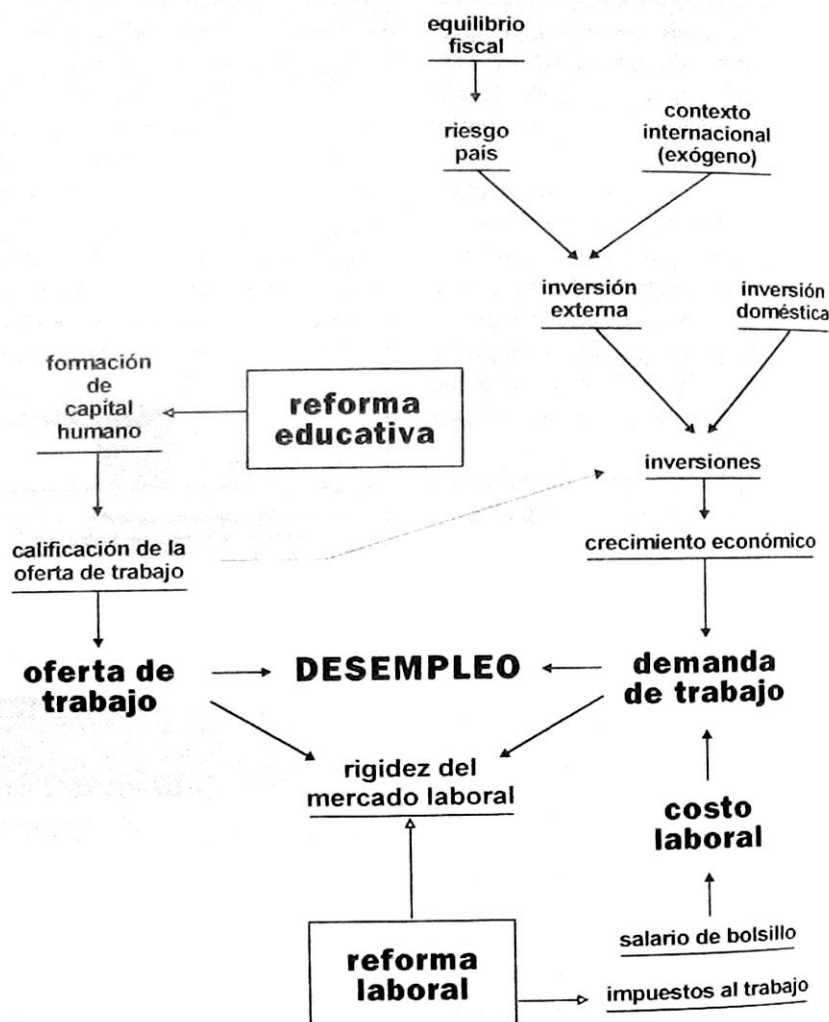 equilibrio
fiscal
riesgo
país
contexto
internacional
(exógeno)
inversión
externa
inversión
doméstica
formación
de
capital
humano
reforma
educativa
inversiones
calificación de la
oferta de trabajo
crecimiento económico
oferta de
trabajo
DESEMPLEO
demanda
de trabajo
rigidez del
mercado laboral
costo
laboral
reforma
laboral
salario de bolsillo
impuestos al trabajo